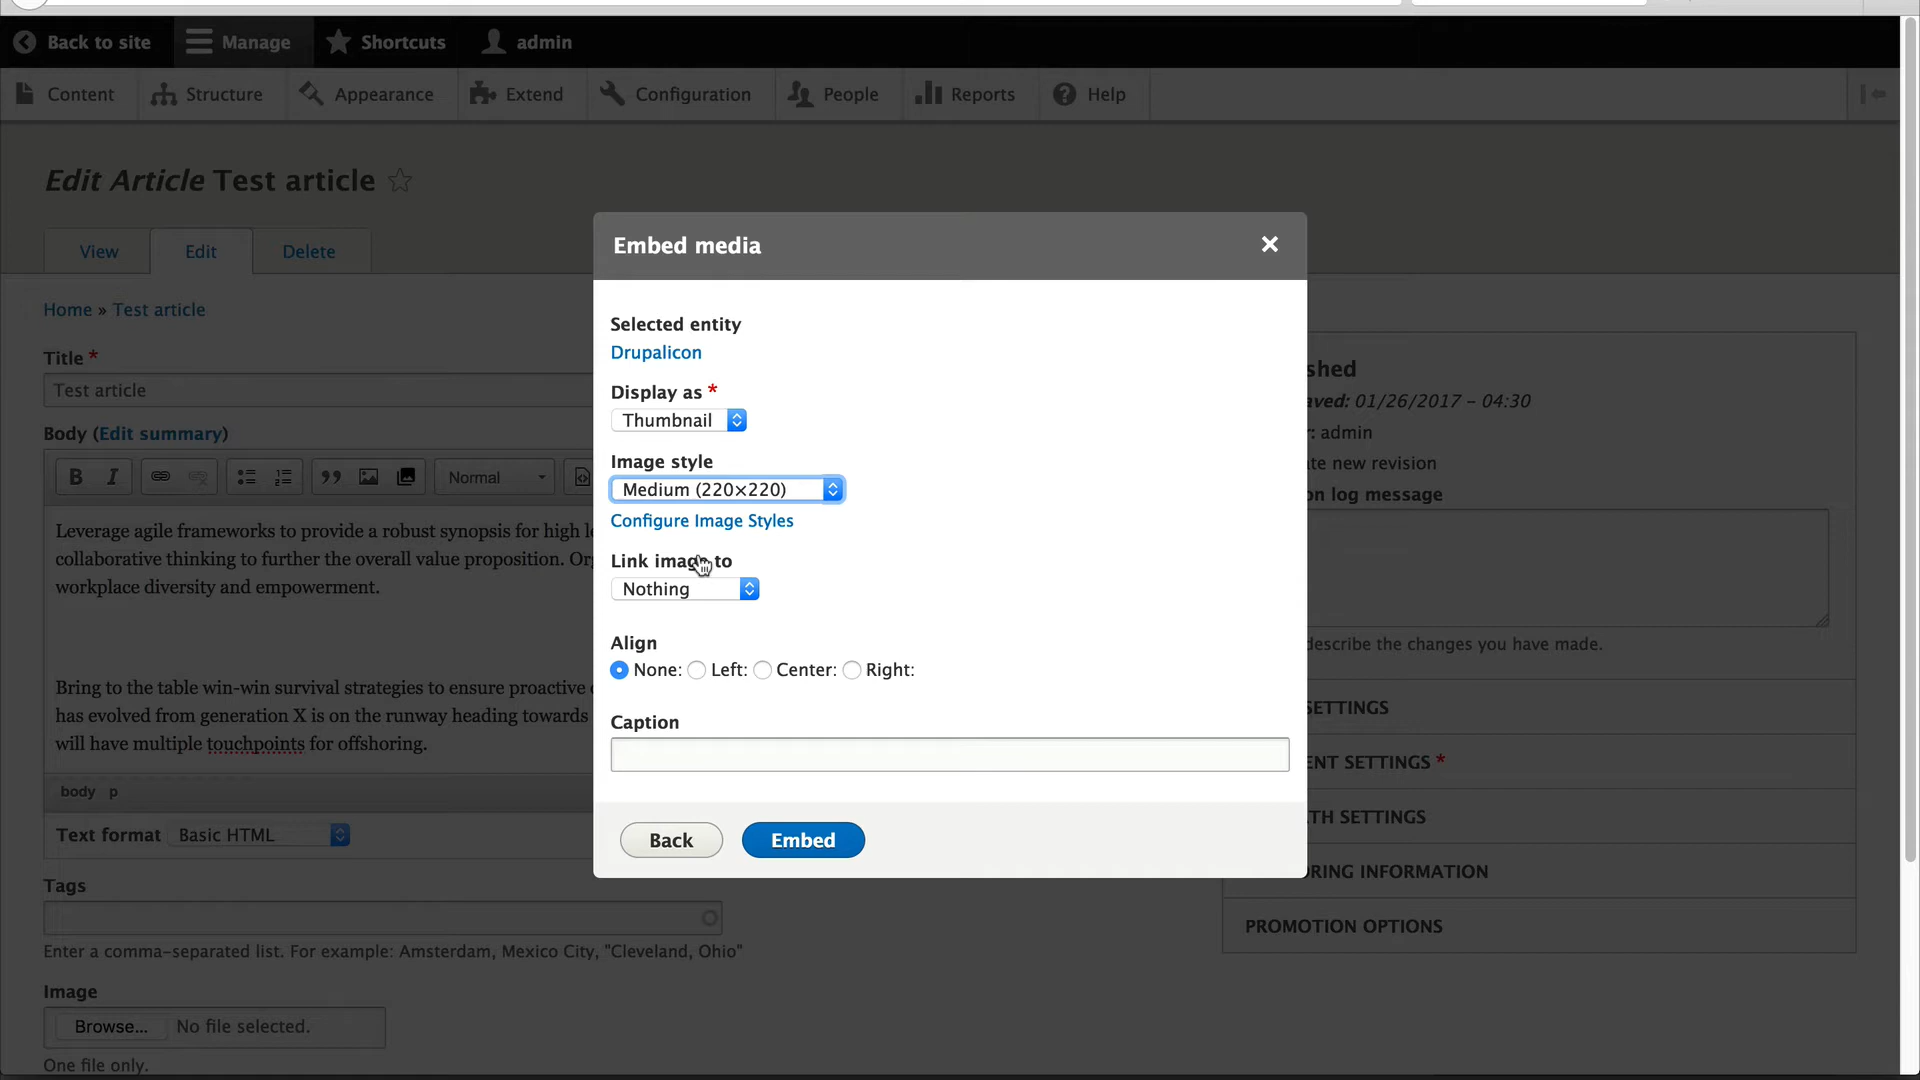 Back to site
Manage
Shortcuts
admin
Content
Structure
Appearance
Extend
Configuration
People
Reports
Help
Edit Article Test article
View
Edit
Delete
Home » Test article
Title *
Test article
Body (Edit summary)
B I
Normal
Leverage agile frameworks to provide a robust synopsis for high le
collaborative thinking to further the overall value proposition. Or
workplace diversity and empowerment.
Bring to the table win-win survival strategies to ensure proactive
has evolved from generation X is on the runway heading towards
will have multiple touchpoints for offshoring.
body p
Text format Basic HTML
Tags
Enter a comma-separated list. For example: Amsterdam, Mexico City, "Cleveland, Ohio"
Image
Browse... No file selected.
One file only.
Embed media
Selected entity
Drupalicon
Display as *
Thumbnail
Image style
Medium (220×220)
Configure Image Styles
Link image to
Nothing
Align
None: Left: Center: Right:
Caption
Back
Embed
shed
aved: 01/26/2017 – 04:30
r: admin
te new revision
on log message
describe the changes you have made.
SETTINGS
ENT SETTINGS *
TH SETTINGS
RING INFORMATION
PROMOTION OPTIONS